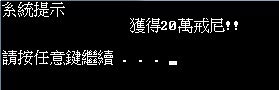 系統提示
獲得20萬戒尼!!
請按任意鍵繼續 . . .